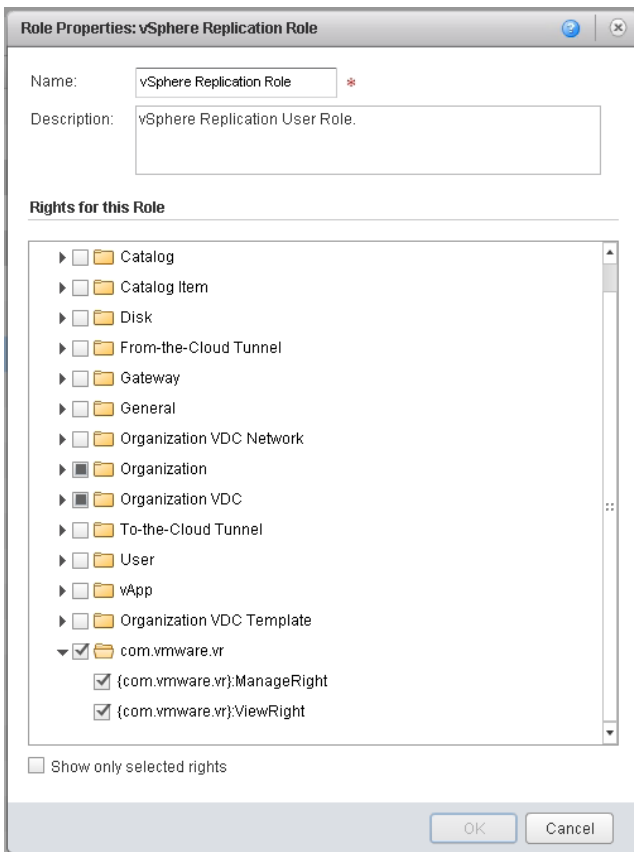 Role Properties: vSphere Replication Role
Name: vSphere Replication Role *
Description: vSphere Replication User Role.
Rights for this Role
Catalog
Catalog Item
Disk
From-the-Cloud Tunnel
Gateway
General
Organization VDC Network
Organization
Organization VDC
To-the-Cloud Tunnel
User
vApp
Organization VDC Template
com.vmware.vr
{com.vmware.vr}:ManageRight
{com.vmware.vr}:ViewRight
Show only selected rights
OK Cancel